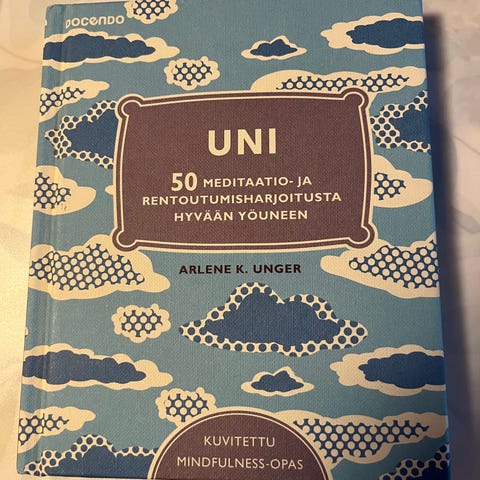 DOCENDO
UNI
50 MEDITAATIO- JA
RENTOUTUMISHARJOITUSTA
HYVÄÄN YÖUNEEN
ARLENE K. UNGER
KUVITETTU
MINDFULNESS-OPAS